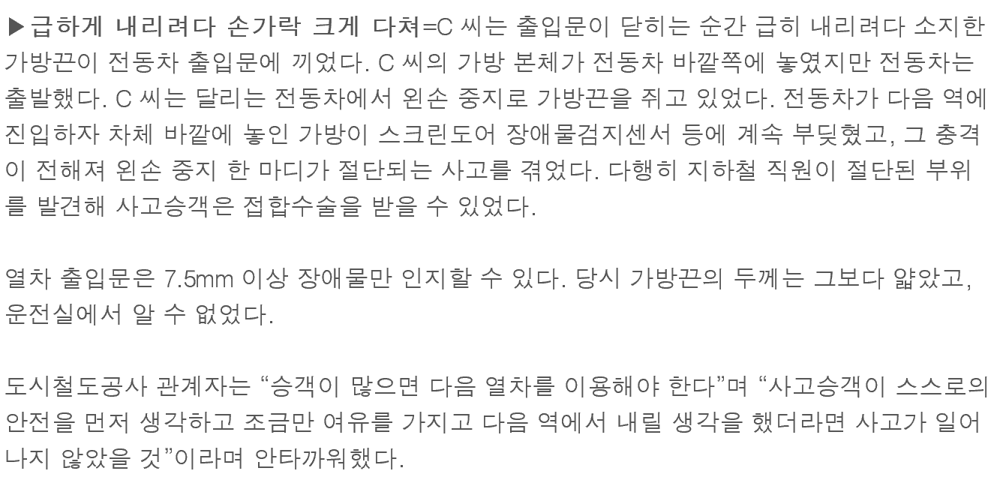 ▶급하게 내리려다 손가락 크게 다쳐=C 씨는 출입문이 닫히는 순간 급히 내리려다 소지한
가방끈이 전동차 출입문에 끼었다. C 씨의 가방 본체가 전동차 바깥쪽에 놓였지만 전동차는
출발했다. C 씨는 달리는 전동차에서 왼손 중지로 가방끈을 쥐고 있었다. 전동차가 다음 역에
진입하자 차체 바깥에 놓인 가방이 스크린도어 장애물검지센서 등에 계속 부딪혔고, 그 충격
이 전해져 왼손 중지 한 마디가 절단되는 사고를 겪었다. 다행히 지하철 직원이 절단된 부위
를 발견해 사고승객은 접합수술을 받을 수 있었다.
열차 출입문은 7.5mm 이상 장애물만 인지할 수 있다. 당시 가방끈의 두께는 그보다 얇았고,
운전실에서 알 수 없었다.
도시철도공사 관계자는 “승객이 많으면 다음 열차를 이용해야 한다”며 “사고승객이 스스로의
안전을 먼저 생각하고 조금만 여유를 가지고 다음 역에서 내릴 생각을 했더라면 사고가 일어
나지 않았을 것”이라며 안타까워했다.